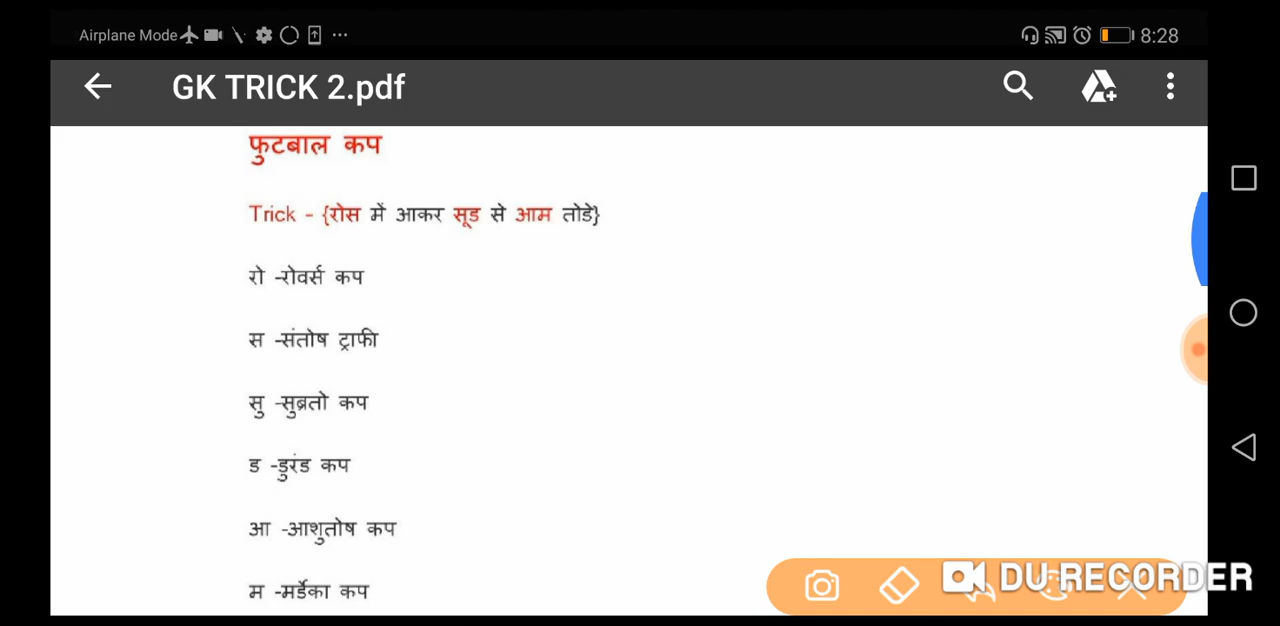 Airplane Mode ... 8:28
GK TRICK 2.pdf
फुटबाल कप
Trick - {रोस में आकर सूड से आम तोडे}
रो -रोवर्स कप
स -संतोष ट्राफी
सु -सुब्रतो कप
ड -डुरंड कप
आ -आशुतोष कप
म -मर्डेका कप
DU RECORDER